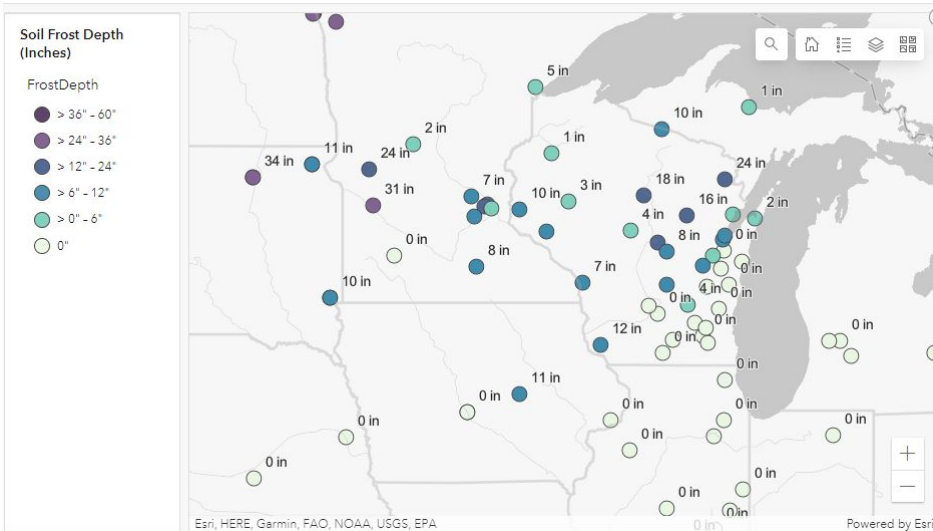 Soil Frost Depth
(Inches)
FrostDepth
> 36" - 60"
> 24" - 36"
> 12" - 24"
> 6" - 12"
> 0" - 6"
0"
5 in
1 in
10 in
2 in
1 in
11 in
24 in
34 in
24 in
7 in
18 in
31 in
10 in
3 in
16 in
2 in
4 in
0 in
8 in
0 in
8 in
0 in
7 in
10 in
4 in
0 in
0 in
0 in
0 in
12 in
0 in
0 in
11 in
0 in
0 in
0 in
0 in
0 in
0 in
0 in
0 in
0 in
0 in
0 in
Esri, HERE, Garmin, FAO, NOAA, USGS, EPA
Powered by Esri